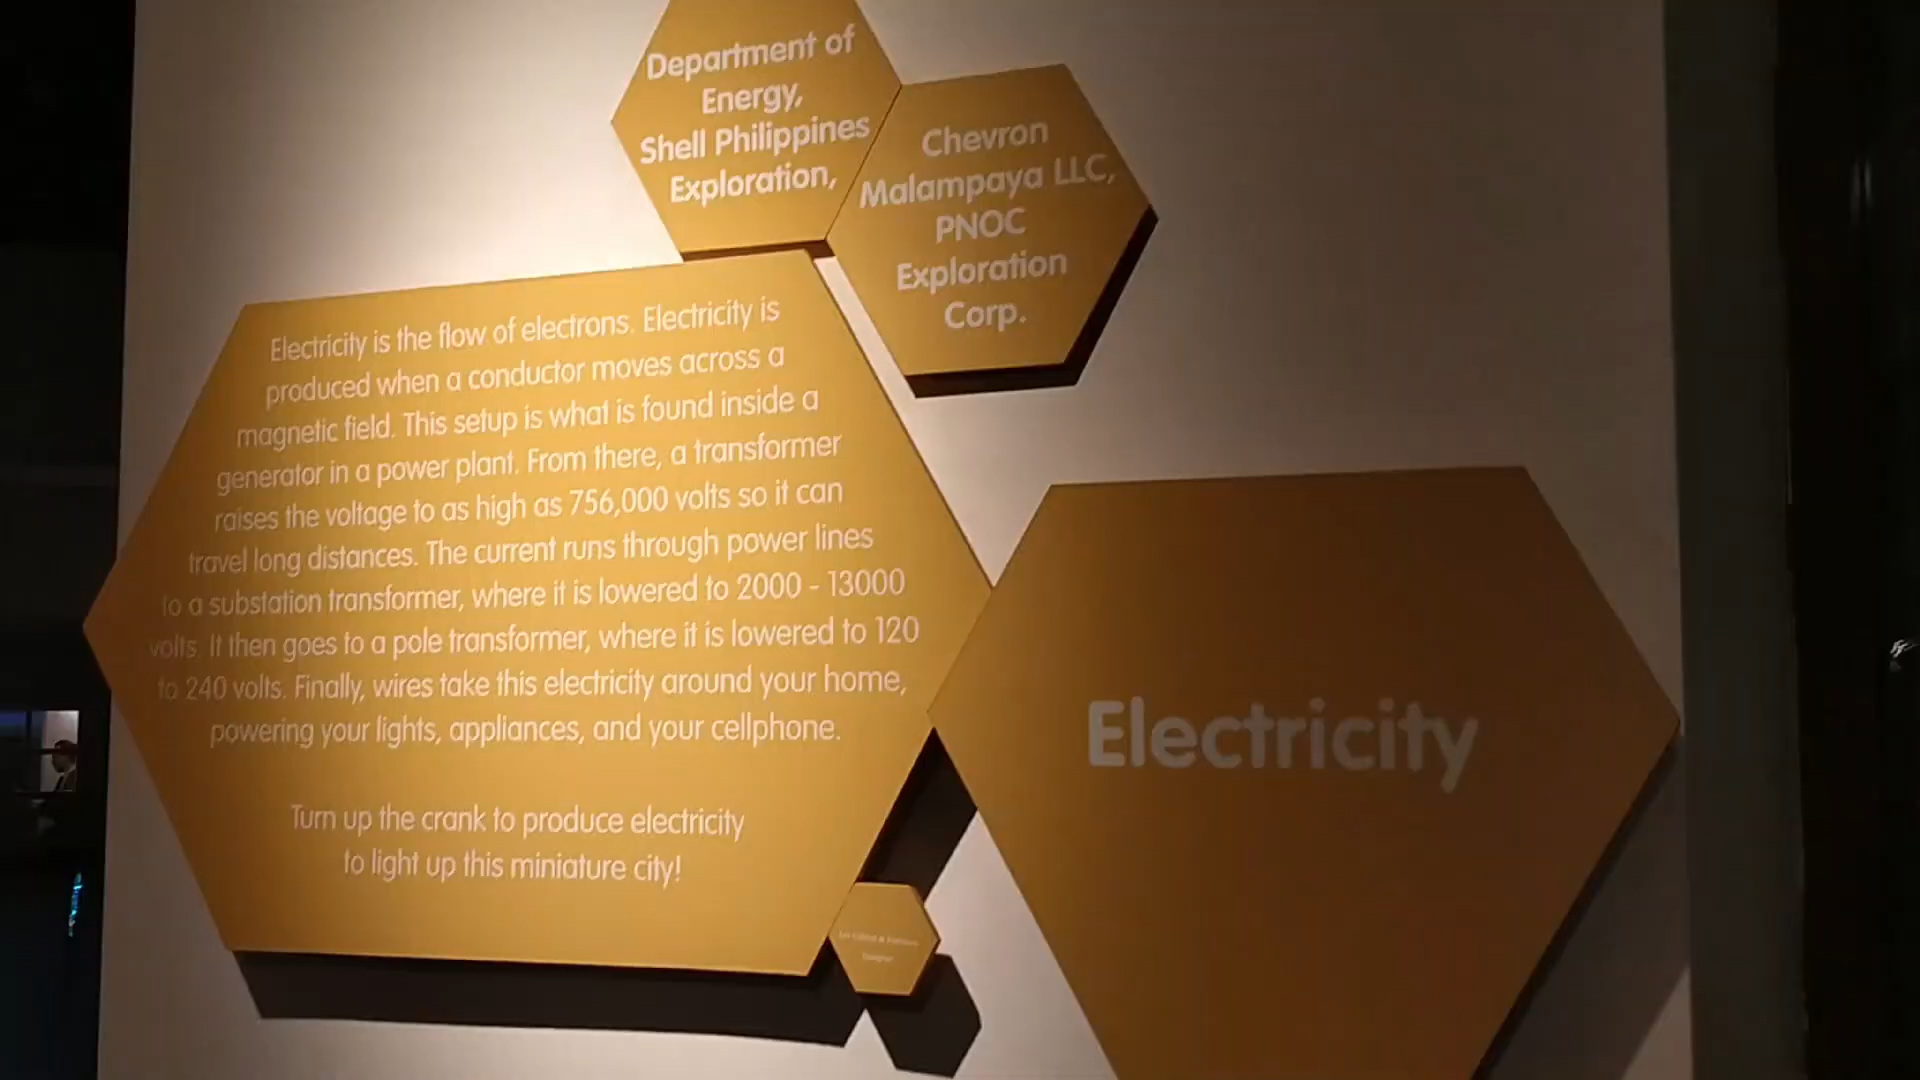 Department of
Energy,
Shell Philippines
Exploration,
Chevron
Malampaya LLC,
PNOC
Exploration
Corp.
Electricity is the flow of electrons. Electricity is
produced when a conductor moves across a
magnetic field. This setup is what is found inside a
generator in a power plant. From there, a transformer
raises the voltage to as high as 756,000 volts so it can
travel long distances. The current runs through power lines
to a substation transformer, where it is lowered to 2000 - 13000
volts. It then goes to a pole transformer, where it is lowered to 120
to 240 volts. Finally, wires take this electricity around your home,
powering your lights, appliances, and your cellphone.
Turn up the crank to produce electricity
to light up this miniature city!
Electricity